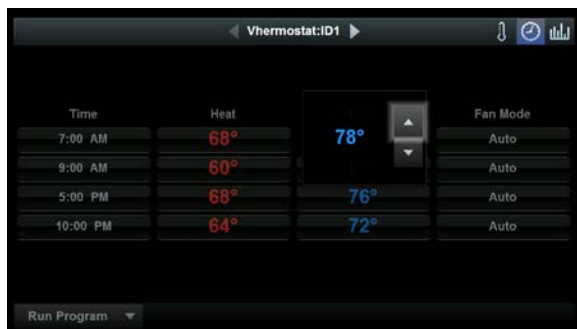 Vhermostat:ID1
Time Heat Fan Mode
7:00 AM 68° 78° Auto
9:00 AM 60° Auto
5:00 PM 68° 76° Auto
10:00 PM 64° 72° Auto
Run Program